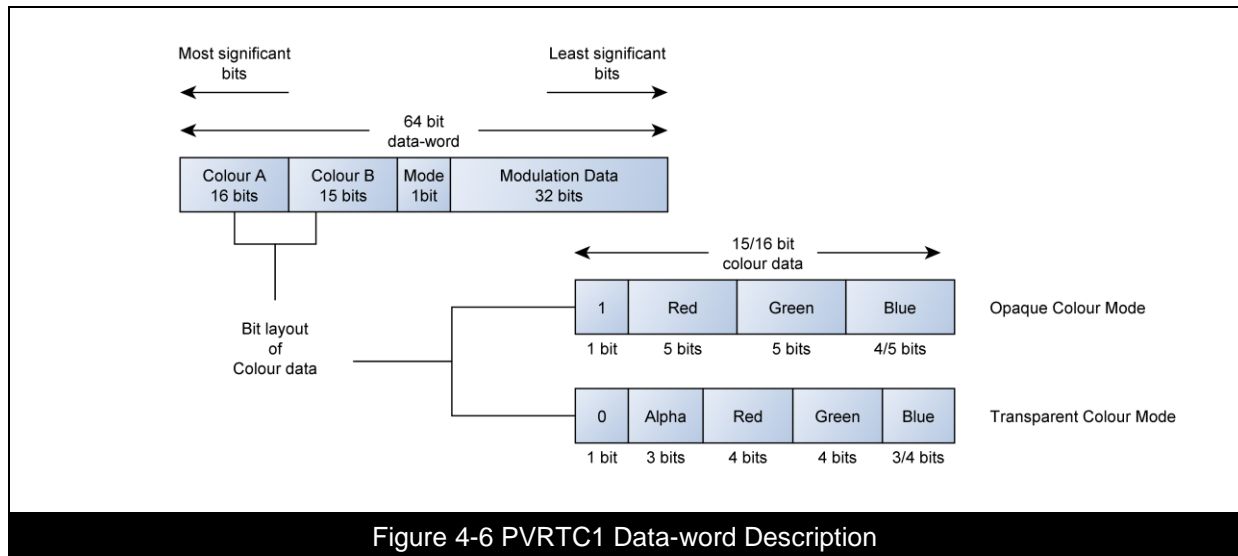 Most significant
bits
Least significant
bits
64 bit
data-word
Colour A
16 bits
Colour B
15 bits
Mode
1bit
Modulation Data
32 bits
15/16 bit
colour data
Bit layout
of
Colour data
1
Red
Green
Blue
Opaque Colour Mode
1 bit
5 bits
5 bits
4/5 bits
0
Alpha
Red
Green
Blue
Transparent Colour Mode
1 bit
3 bits
4 bits
4 bits
3/4 bits
Figure 4-6 PVRTC1 Data-word Description